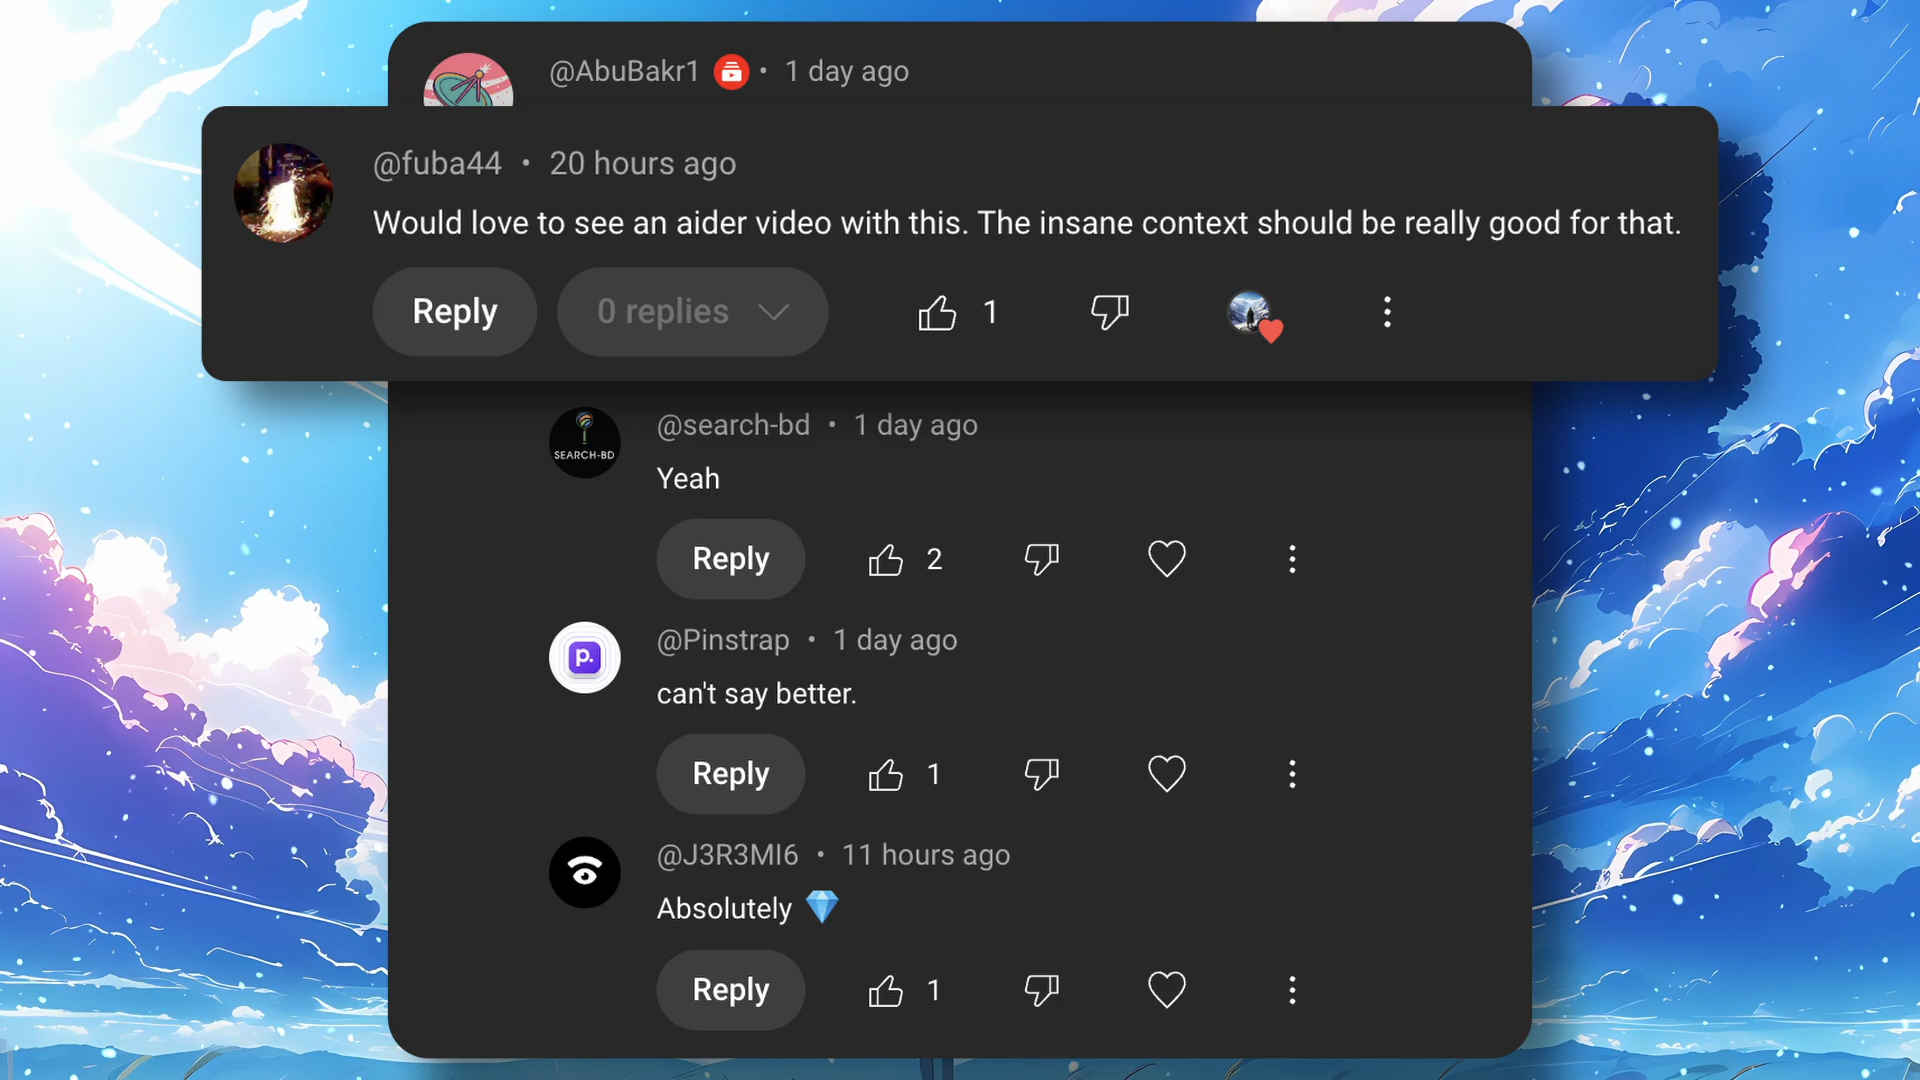 @AbuBakr1 • 1 day ago
@fuba44 • 20 hours ago
Would love to see an aider video with this. The insane context should be really good for that.
Reply 0 replies 1
SEARCH-BD
@search-bd • 1 day ago
Yeah
Reply 2
p.
@Pinstrap • 1 day ago
can't say better.
Reply 1
@J3R3MI6 • 11 hours ago
Absolutely 💎
Reply 1